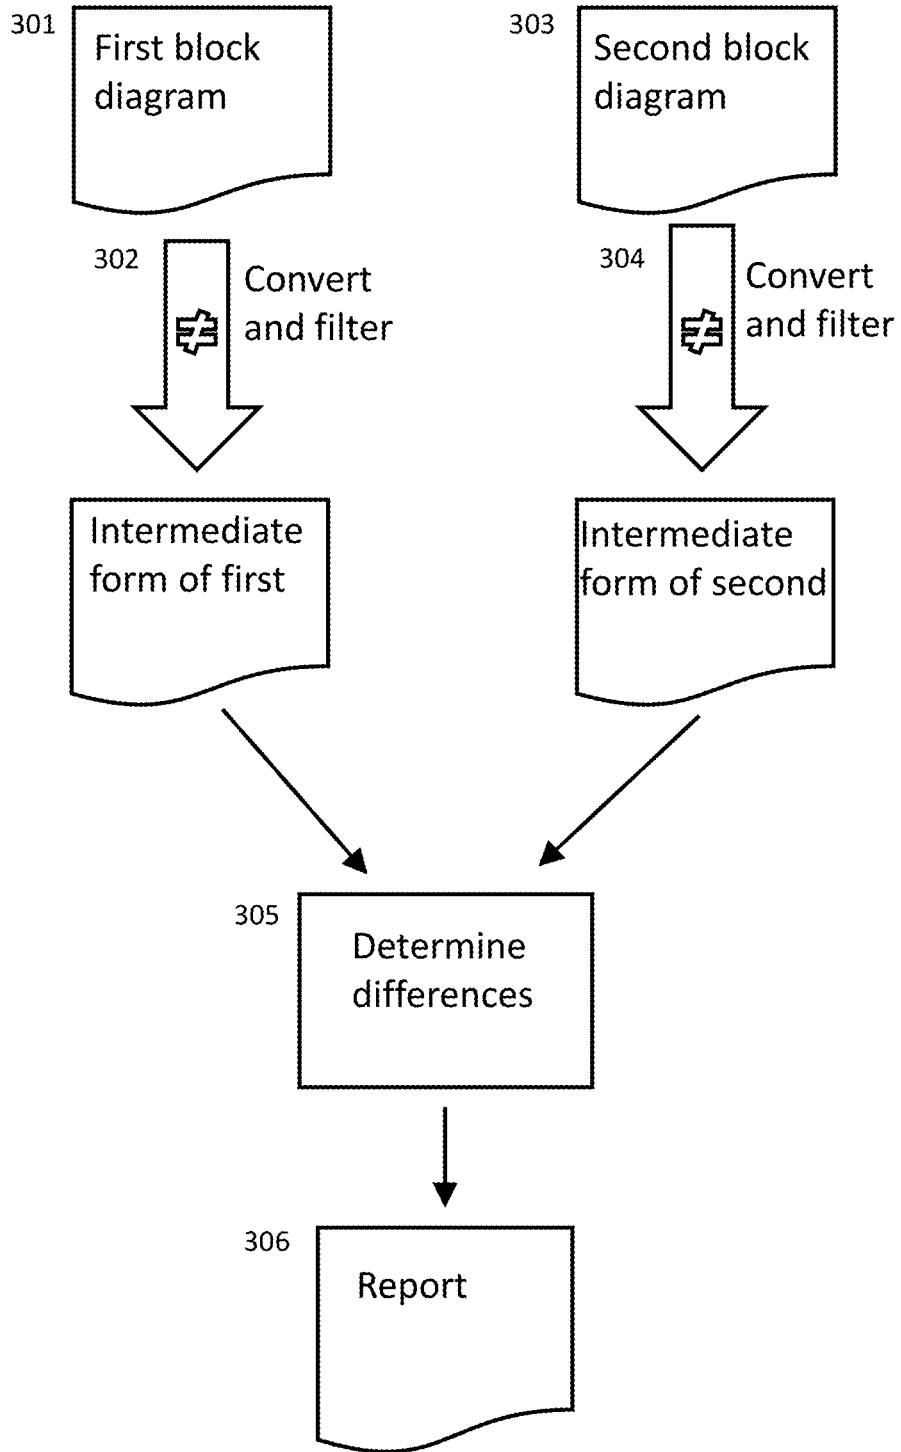 301
First block
diagram
303
Second block
diagram
302
Convert
and filter
≠
304
Convert
and filter
≠
Intermediate
form of first
Intermediate
form of second
305
Determine
differences
306
Report